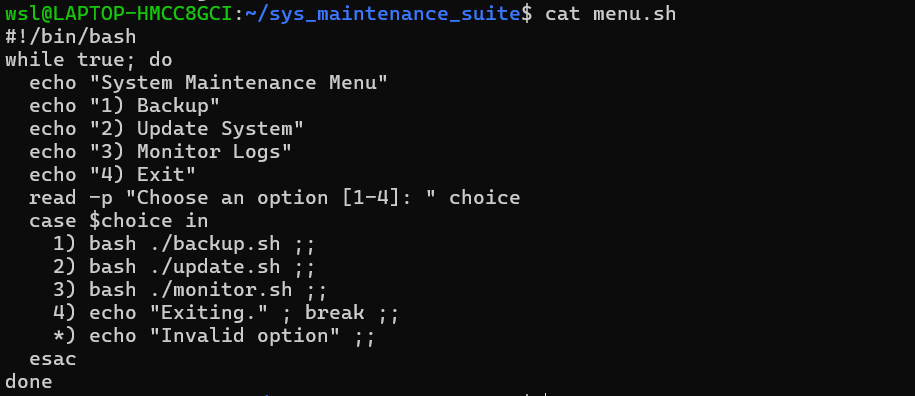 wsl@LAPTOP-HMCC8GCI:~/sys_maintenance_suite$ cat menu.sh
#!/bin/bash
while true; do
  echo "System Maintenance Menu"
  echo "1) Backup"
  echo "2) Update System"
  echo "3) Monitor Logs"
  echo "4) Exit"
  read -p "Choose an option [1-4]: " choice
  case $choice in
    1) bash ./backup.sh ;;
    2) bash ./update.sh ;;
    3) bash ./monitor.sh ;;
    4) echo "Exiting." ; break ;;
    *) echo "Invalid option" ;;
  esac
done